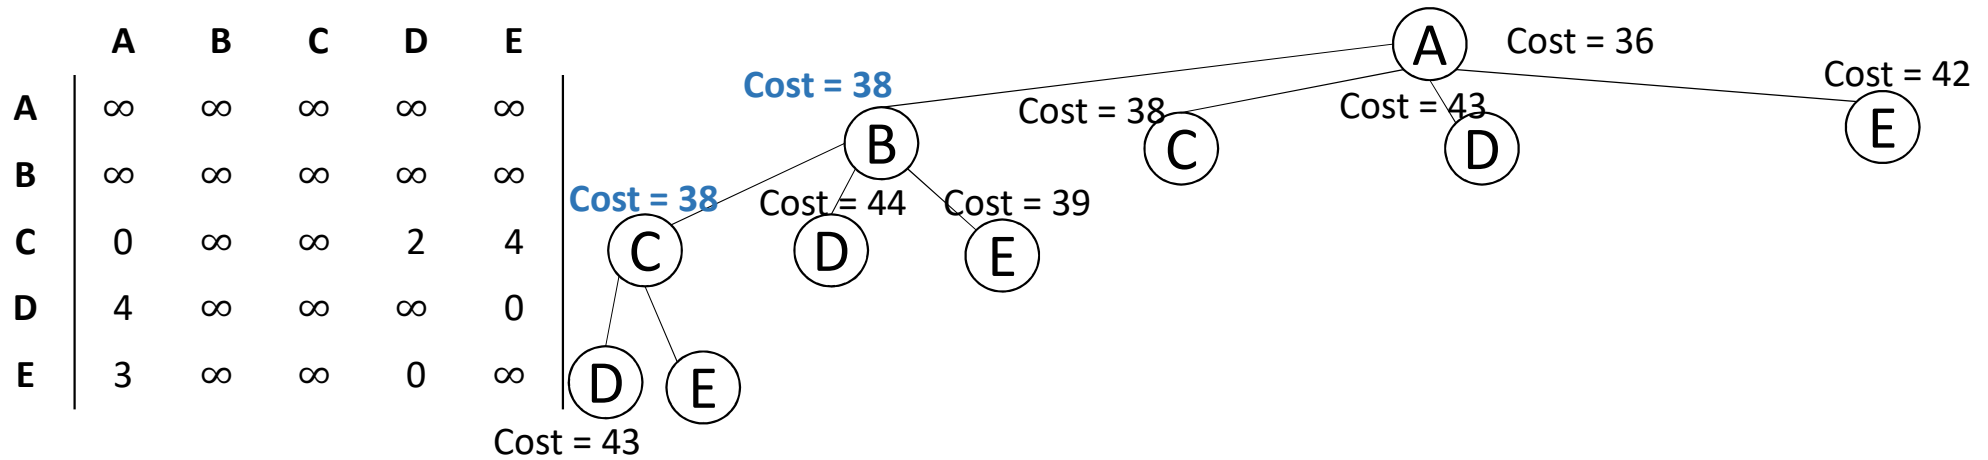 A B C D E
A ∞ ∞ ∞ ∞ ∞
B ∞ ∞ ∞ ∞ ∞
C 0 ∞ ∞ 2 4
D 4 ∞ ∞ ∞ 0
E 3 ∞ ∞ 0 ∞
A Cost = 36
Cost = 38
B
Cost = 38
C
Cost = 43
D
Cost = 42
E
Cost = 38
C
Cost = 44
D
Cost = 39
E
D
E
Cost = 43